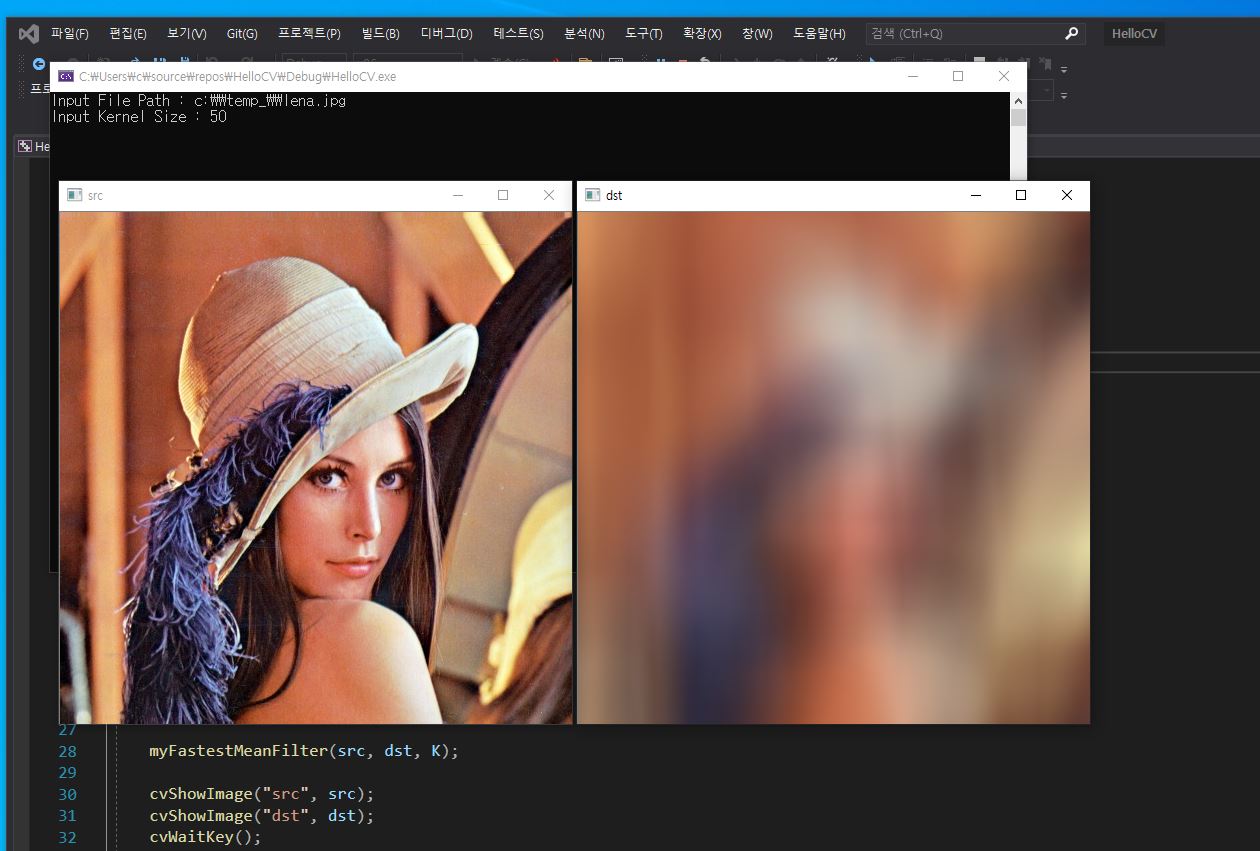 파일(F) 편집(E) 보기(V) Git(G) 프로젝트(P) 빌드(B) 디버그(D) 테스트(S) 분석(N) 도구(T) 확장(X) 창(W) 도움말(H) 검색 (Ctrl+Q) HelloCV
C:₩Users₩c₩source₩repos₩HelloCV₩Debug₩HelloCV.exe
프로
Input File Path : c:₩₩temp_₩₩lena.jpg
Input Kernel Size : 50
He
src
dst
27
28 myFastestMeanFilter(src, dst, K);
29
30 cvShowImage("src", src);
31 cvShowImage("dst", dst);
32 cvWaitKey();